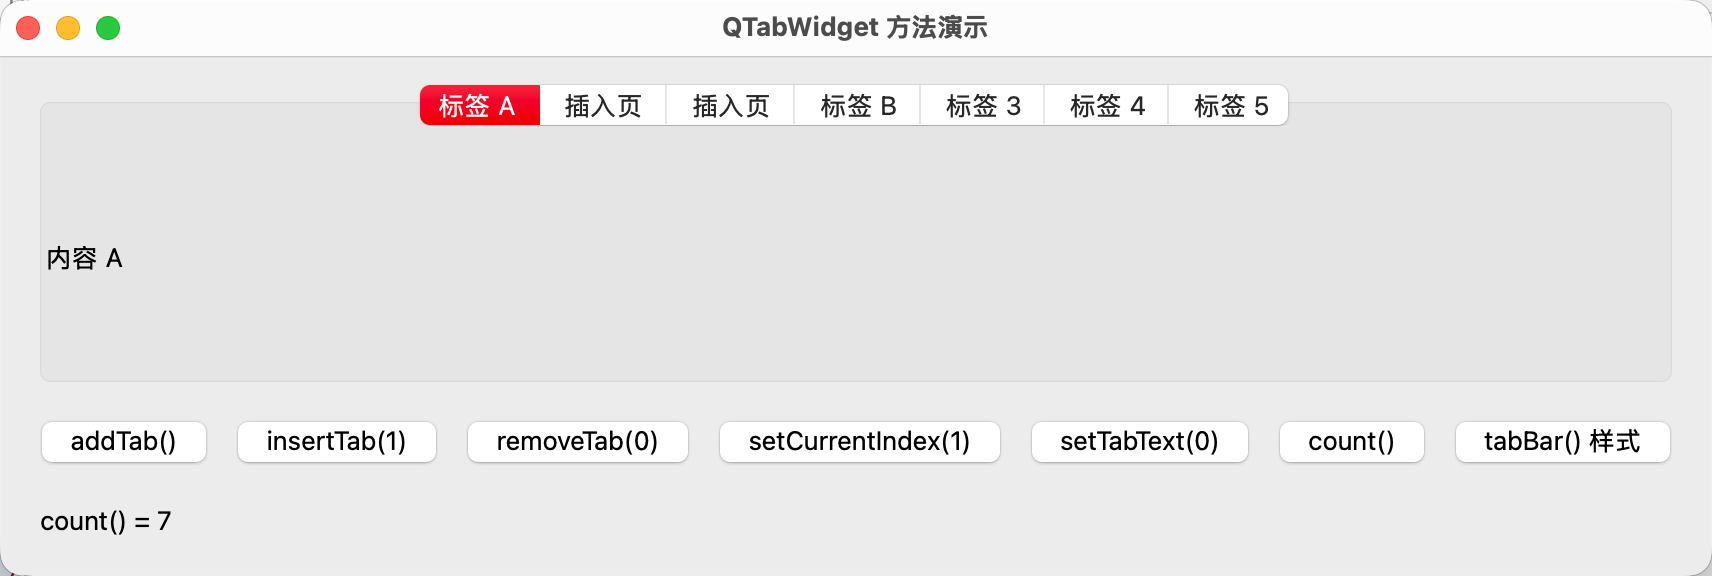 QTabWidget 方法演示
标签 A 插入页 插入页 标签 B 标签 3 标签 4 标签 5
内容 A
addTab() insertTab(1) removeTab(0) setCurrentIndex(1) setTabText(0) count() tabBar() 样式
count() = 7